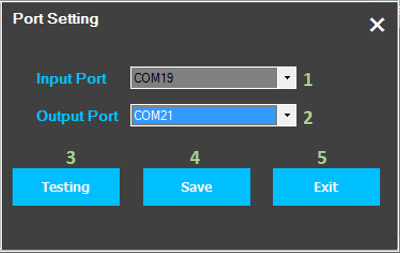 Port Setting
Input Port COM19 1
Output Port COM21 2
3 4 5
Testing Save Exit